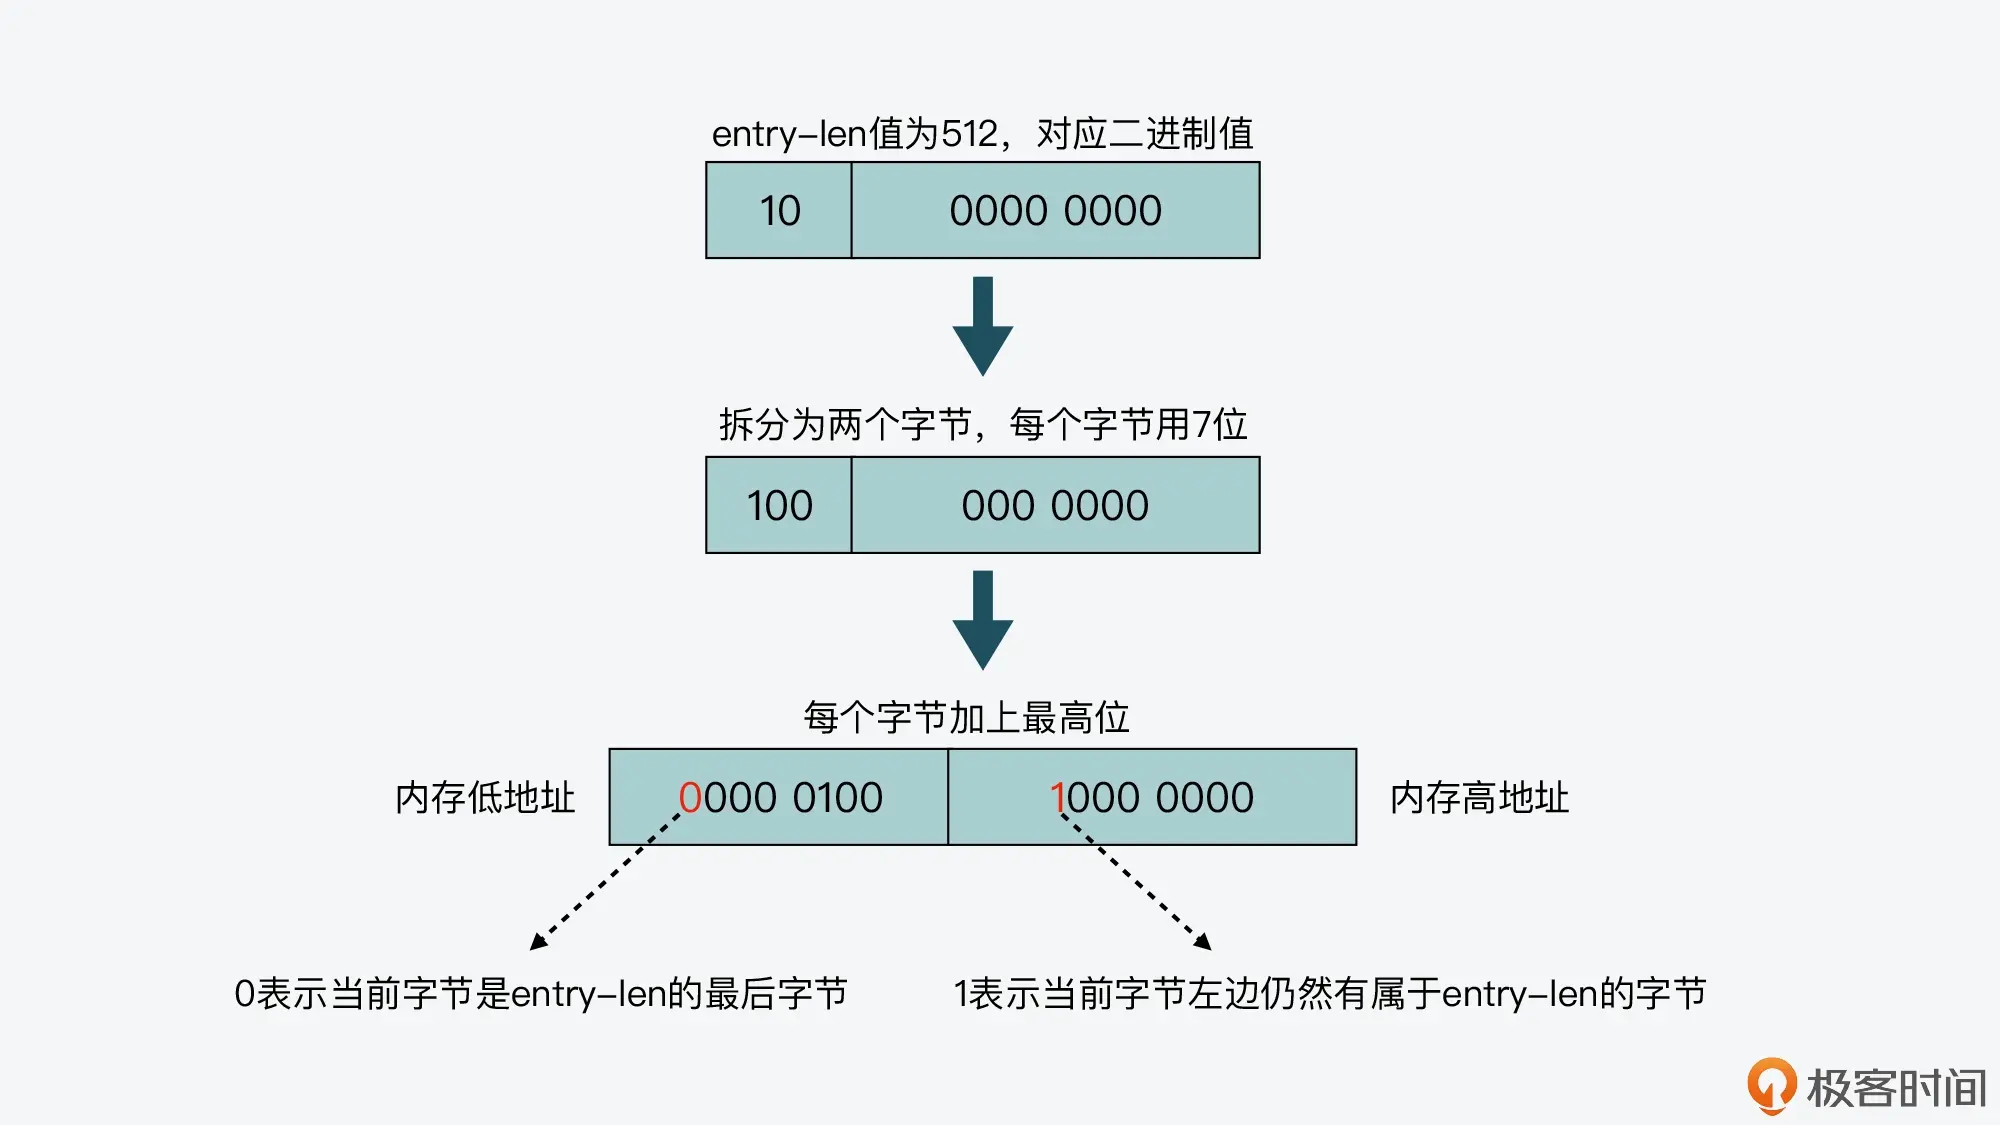 entry-len值为512，对应二进制值
10 0000 0000
拆分为两个字节，每个字节用7位
100 000 0000
每个字节加上最高位
内存低地址 0000 0100 1000 0000 内存高地址
0表示当前字节是entry-len的最后字节 1表示当前字节左边仍然有属于entry-len的字节
极客时间